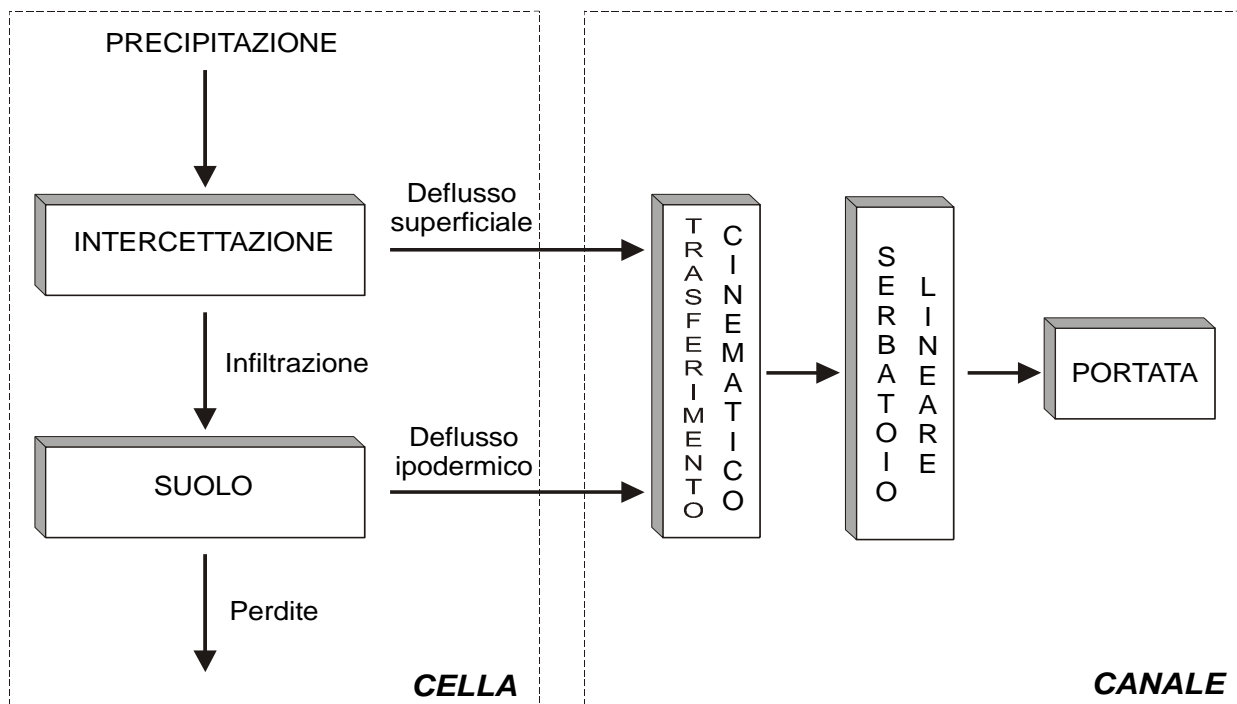 PRECIPITAZIONE
INTERCETTAZIONE
Deflusso
superficiale
Infiltrazione
SUOLO
Deflusso
ipodermico
Perdite
CELLA
TRASFERIMENTO
CINEMATICO
SERBATOIO
LINEARE
PORTATA
CANALE